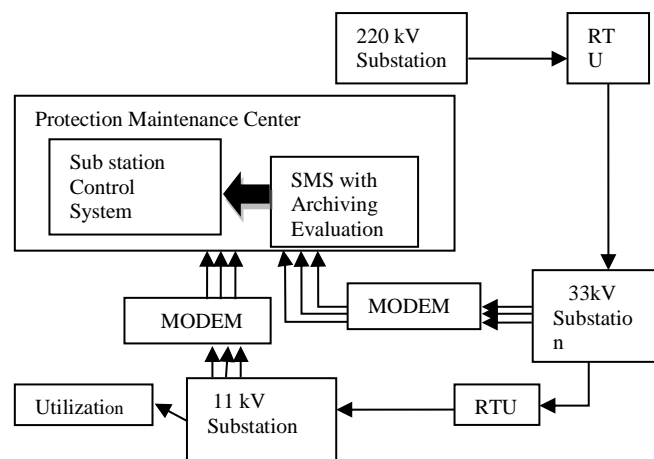 220 kV
Substation
RT
U
Protection Maintenance Center
Sub station
Control
System
SMS with
Archiving
Evaluation
MODEM
MODEM
33kV
Substatio
n
Utilization
11 kV
Substation
RTU